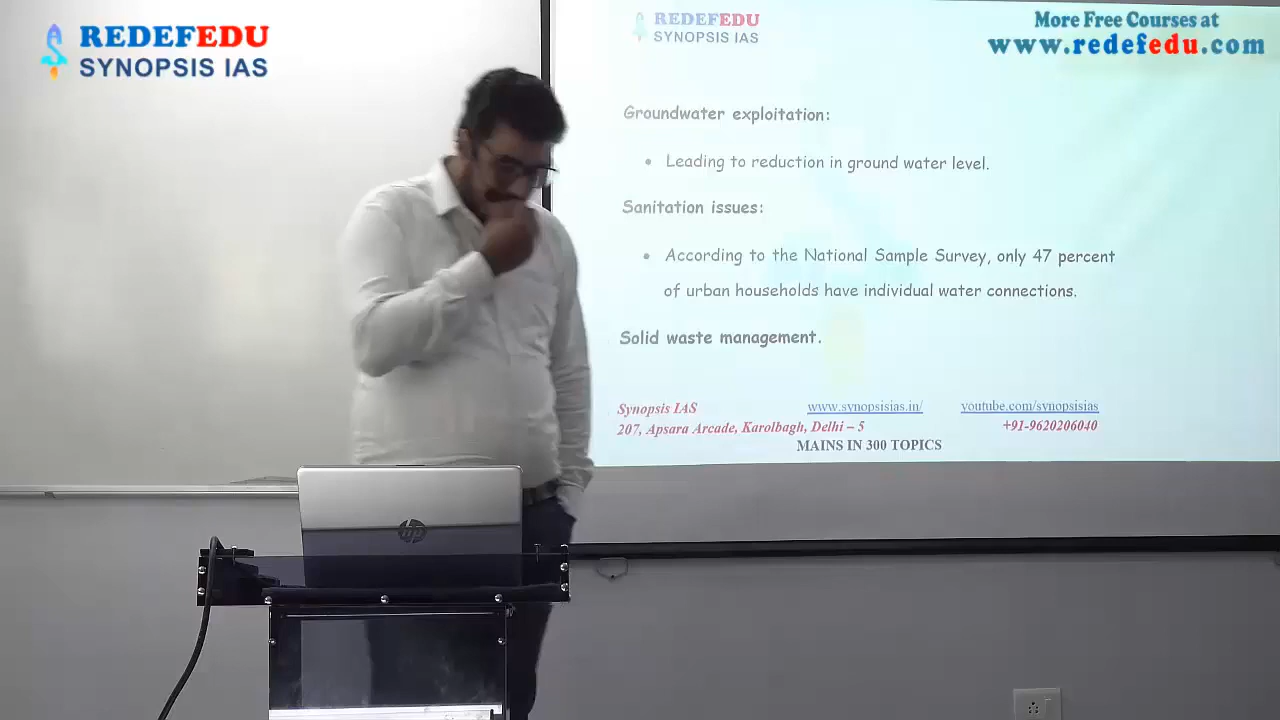 REDEFEDU
SYNOPSIS IAS
REDEFEDU
SYNOPSIS IAS
More Free Courses at
www.redefedu.com
Groundwater exploitation:
• Leading to reduction in ground water level.
Sanitation issues:
• According to the National Sample Survey, only 47 percent
of urban households have individual water connections.
Solid waste management.
Synopsis IAS www.synopsisias.in/ youtube.com/synopsisias
207, Apsara Arcade, Karolbagh, Delhi – 5 +91-9620206040
MAINS IN 300 TOPICS
hp